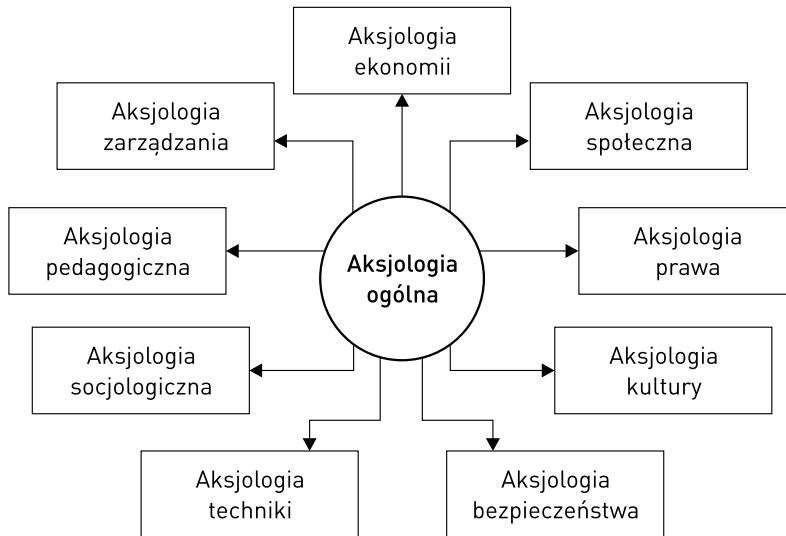 Aksjologia
ekonomii
Aksjologia
zarządzania
Aksjologia
społeczna
Aksjologia
pedagogiczna
Aksjologia
ogólna
Aksjologia
prawa
Aksjologia
socjologiczna
Aksjologia
kultury
Aksjologia
techniki
Aksjologia
bezpieczeństwa